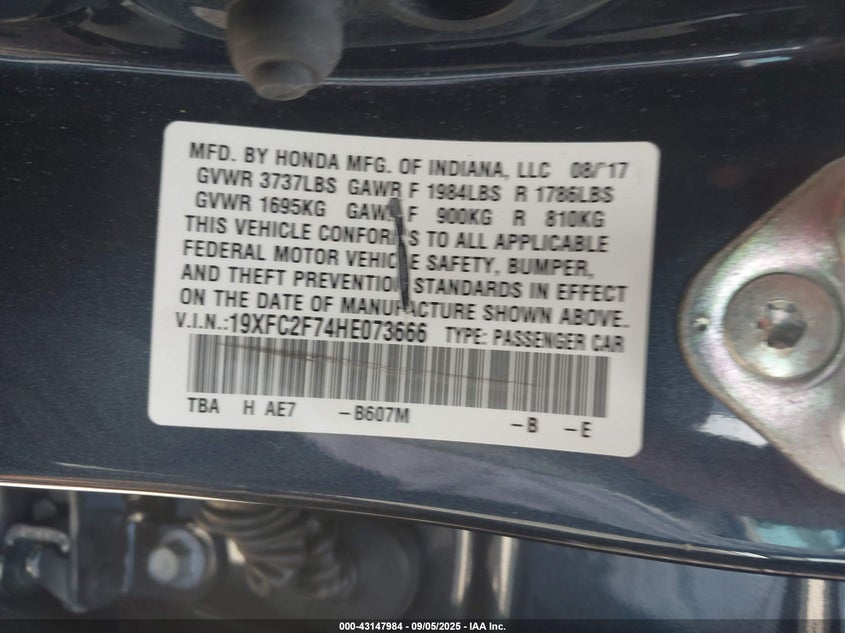 MFD. BY HONDA MFG. OF INDIANA, LLC 08/'17
GVWR 3737LBS GAWR F 1984LBS R 1786LBS
GVWR 1695KG GAWR F 900KG R 810KG
THIS VEHICLE CONFORMS TO ALL APPLICABLE
FEDERAL MOTOR VEHICLE SAFETY, BUMPER,
AND THEFT PREVENTION STANDARDS IN EFFECT
ON THE DATE OF MANUFACTURE SHOWN ABOVE.
V.I.N.:19XFC2F74HE073666 TYPE: PASSENGER CAR
TBA H AE7 -B607M -B -E
000-43147984 - 09/05/2025 - IAA Inc.